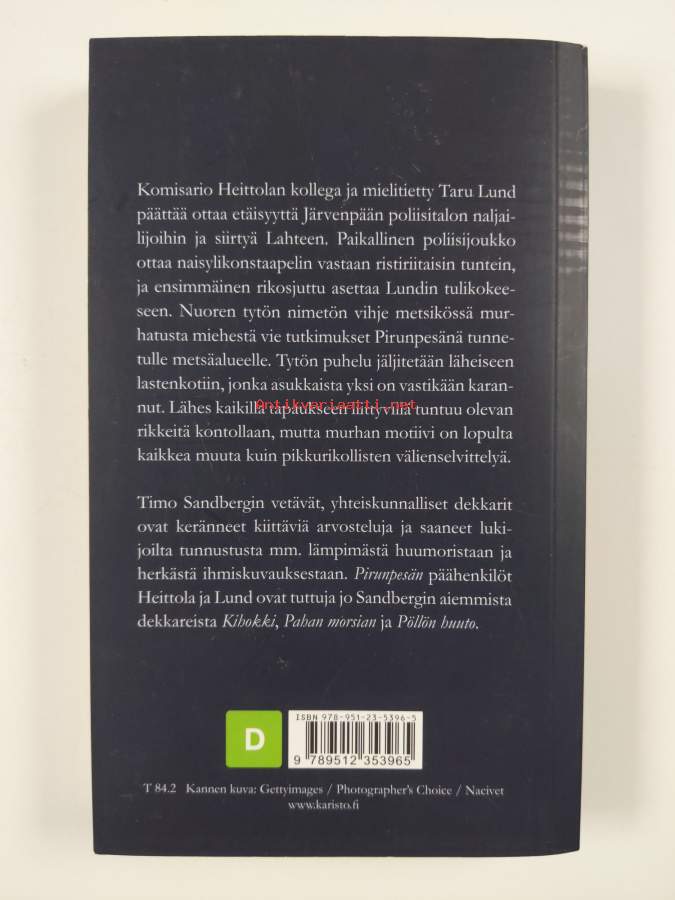 Komisario Heittolan kollega ja mielitietty Taru Lund
päättää ottaa etäisyyttä Järvenpään poliisitalon naljai-
lijoihin ja siirtyä Lahteen. Paikallinen poliisijoukko
ottaa naisylikonstaapelin vastaan ristiriitaisin tuntein,
ja ensimmäinen rikosjuttu asettaa Lundin tulikokee-
seen. Nuoren tytön nimetön vihje metsikössä mur-
hatusta miehestä vie tutkimukset Pirunpesänä tunne-
tulle metsäalueelle. Tytön puhelu jäljitetään läheiseen
lastenkotiin, jonka asukkaista yksi on vastikään karan-
nut. Lähes kaikilla tapaukseen liittyvillä tuntuu olevan
Antikvariaatti.net
rikkeitä kontollaan, mutta murhan motiivi on lopulta
kaikkea muuta kuin pikkurikollisten välienselvittelyä.
Timo Sandbergin vetävät, yhteiskunnalliset dekkarit
ovat keränneet kiittäviä arvosteluja ja saaneet luki-
joilta tunnustusta mm. lämpimästä huumoristaan ja
herkästä ihmiskuvauksestaan. Pirunpesän päähenkilöt
Heittola ja Lund ovat tuttuja jo Sandbergin aiemmista
dekkareista Kihokki, Pahan morsian ja Pöllön huuto.
D
ISBN 978-951-23-5396-5
9 789512 353965
T 84.2 Kannen kuva: Gettyimages / Photographer's Choice / Nacivet
www.karisto.fi